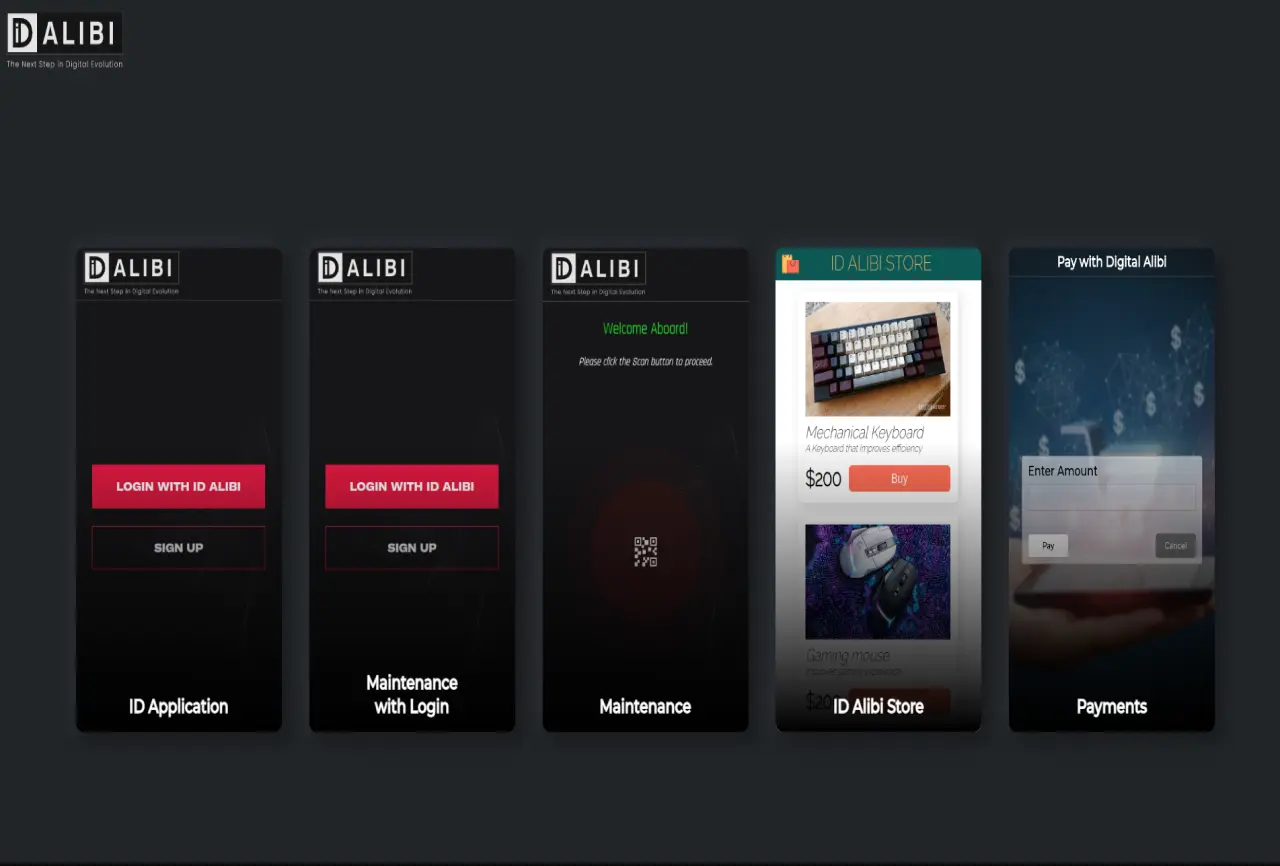 iD ALIBI
The Next Step in Digital Evolution
iD ALIBI
The Next Step in Digital Evolution
LOGIN WITH ID ALIBI
SIGN UP
ID Application
iD ALIBI
The Next Step in Digital Evolution
LOGIN WITH ID ALIBI
SIGN UP
Maintenance
with Login
iD ALIBI
The Next Step in Digital Evolution
Welcome Aboord!
Please click the Scan button to proceed.
Maintenance
ID ALIBI STORE
Mechanical Keyboard
A Keyboard that improves efficiency
$200 Buy
Gaming mouse
$200
ID Alibi Store
Pay with Digital Alibi
Enter Amount
Pay Cancel
Payments